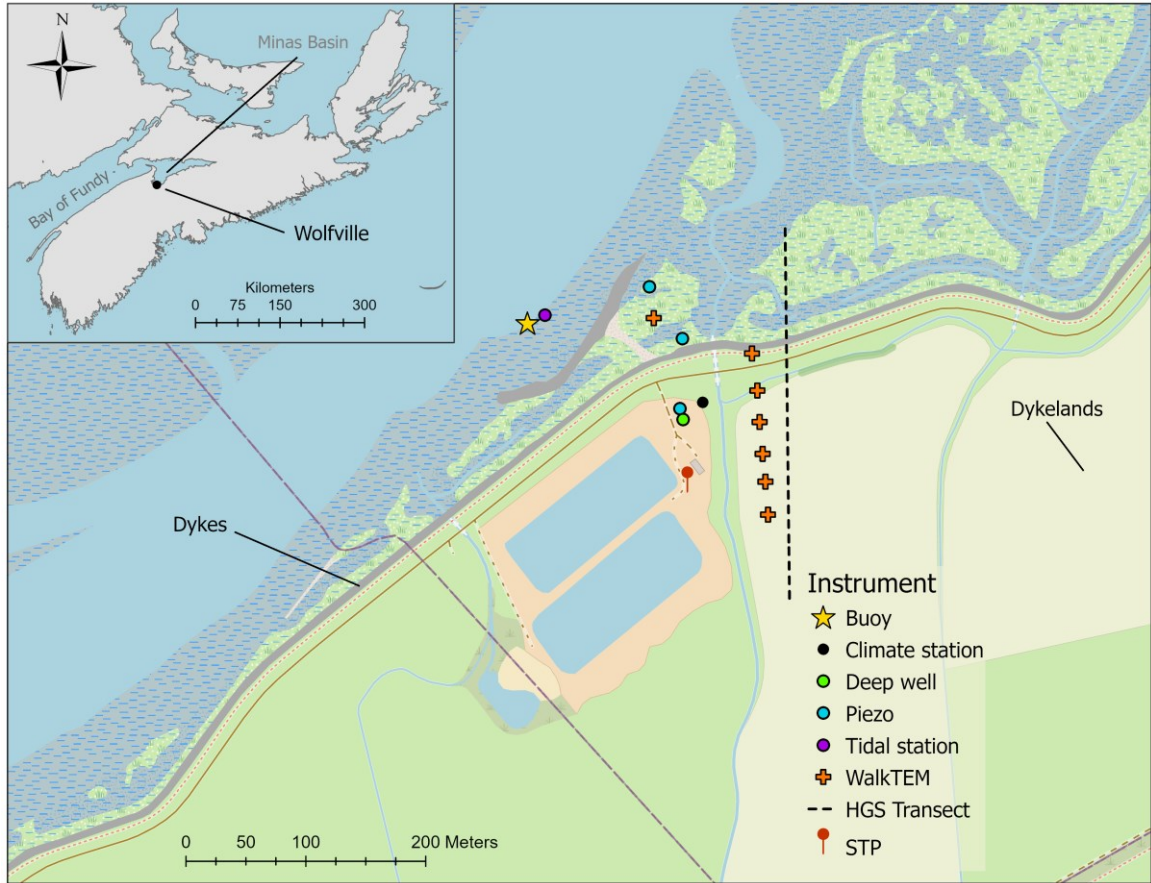 N
Minas Basin
Bay of Fundy
Wolfville
Kilometers
0 75 150 300
Dykelands
Dykes
Instrument
Buoy
Climate station
Deep well
Piezo
Tidal station
WalkTEM
HGS Transect
STP
0 50 100 200 Meters